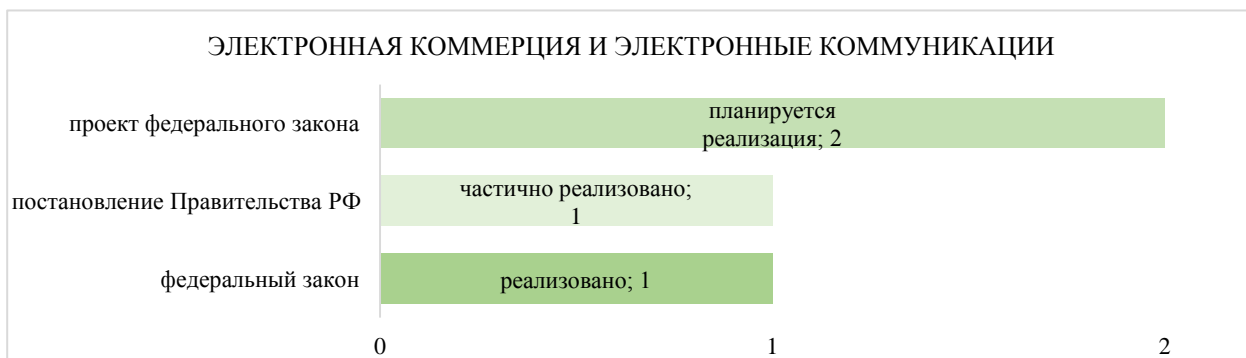 ЭЛЕКТРОННАЯ КОММЕРЦИЯ И ЭЛЕКТРОННЫЕ КОММУНИКАЦИИ
проект федерального закона
планируется
реализация; 2
постановление Правительства РФ
частично реализовано;
1
федеральный закон
реализовано; 1
0 1 2